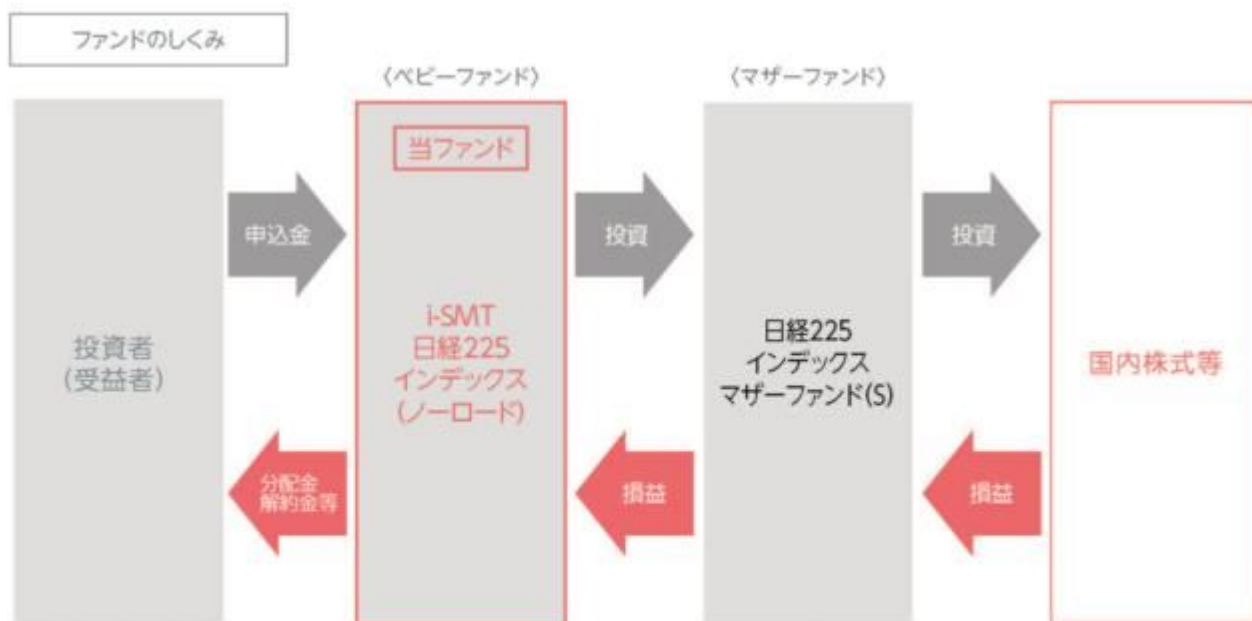 ファンドのしくみ
〈ベビーファンド〉
〈マザーファンド〉
投資者
(受益者)
申込金
分配金
解約金等
当ファンド
i-SMT
日経225
インデックス
(ノーロード)
投資
損益
日経225
インデックス
マザーファンド(S)
投資
損益
国内株式等